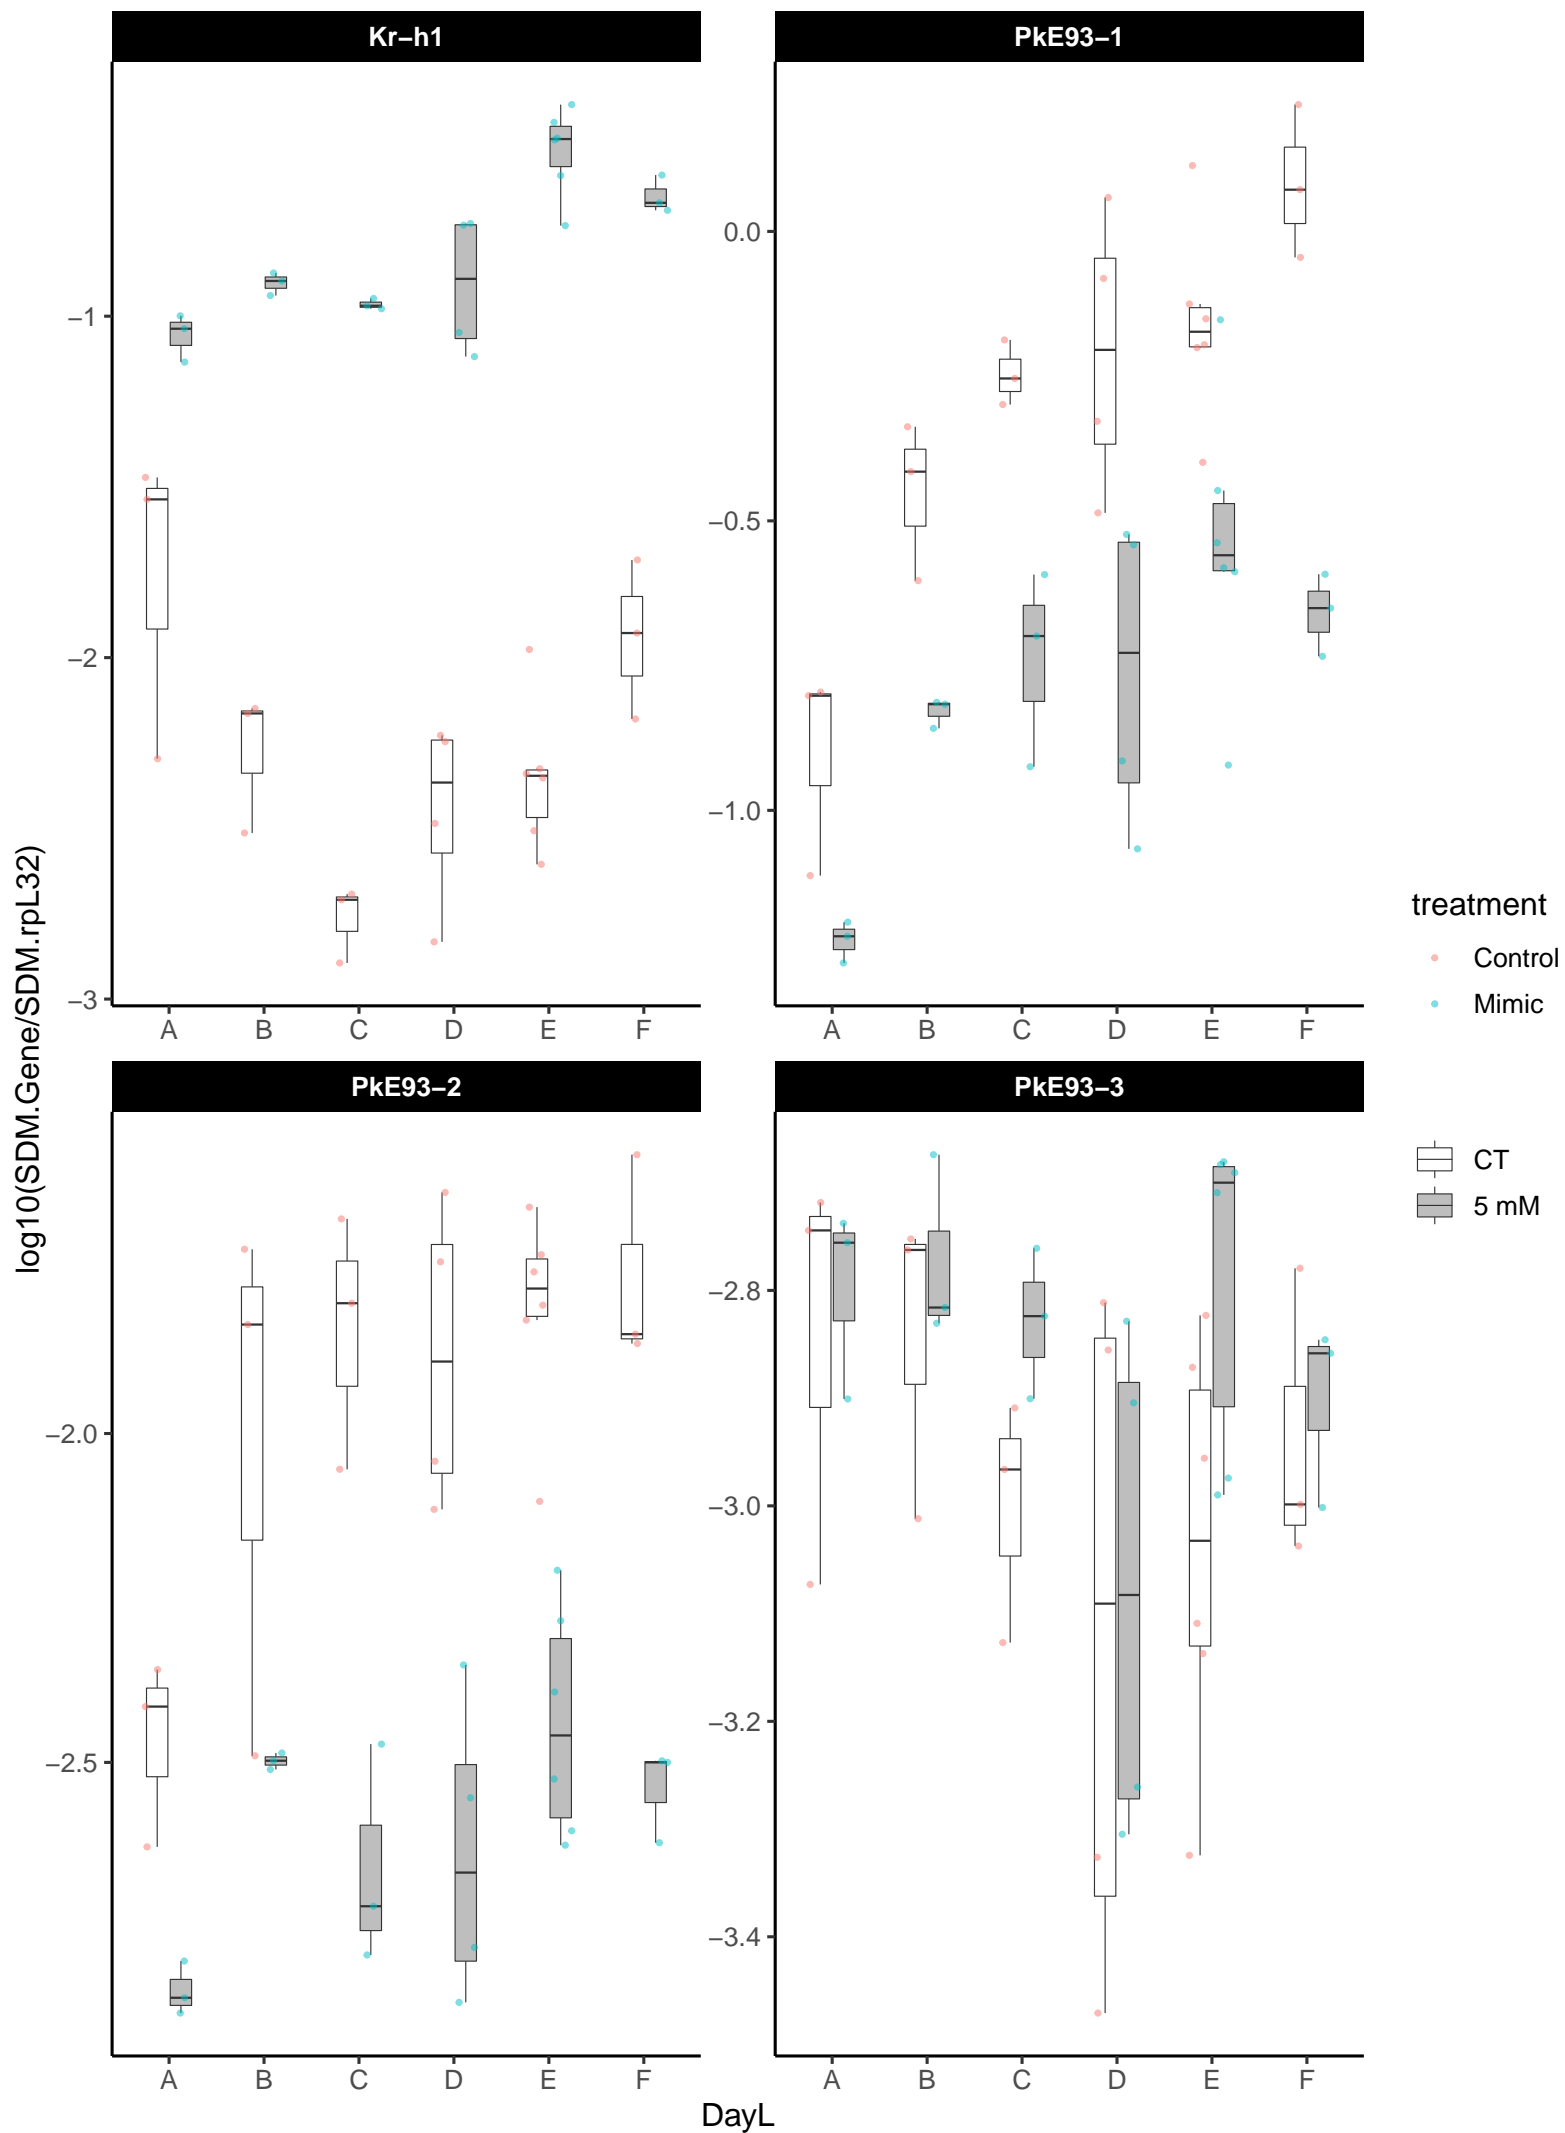 Kr−h1
PkE93−1
−1
−2
−3
0.0
−0.5
−1.0
A B C D E F
A B C D E F
PkE93−2
PkE93−3
−2.0
−2.5
−2.8
−3.0
−3.2
−3.4
A B C D E F
A B C D E F
DayL
log10(SDM.Gene/SDM.rpL32)
treatment
Control
Mimic
CT
5 mM